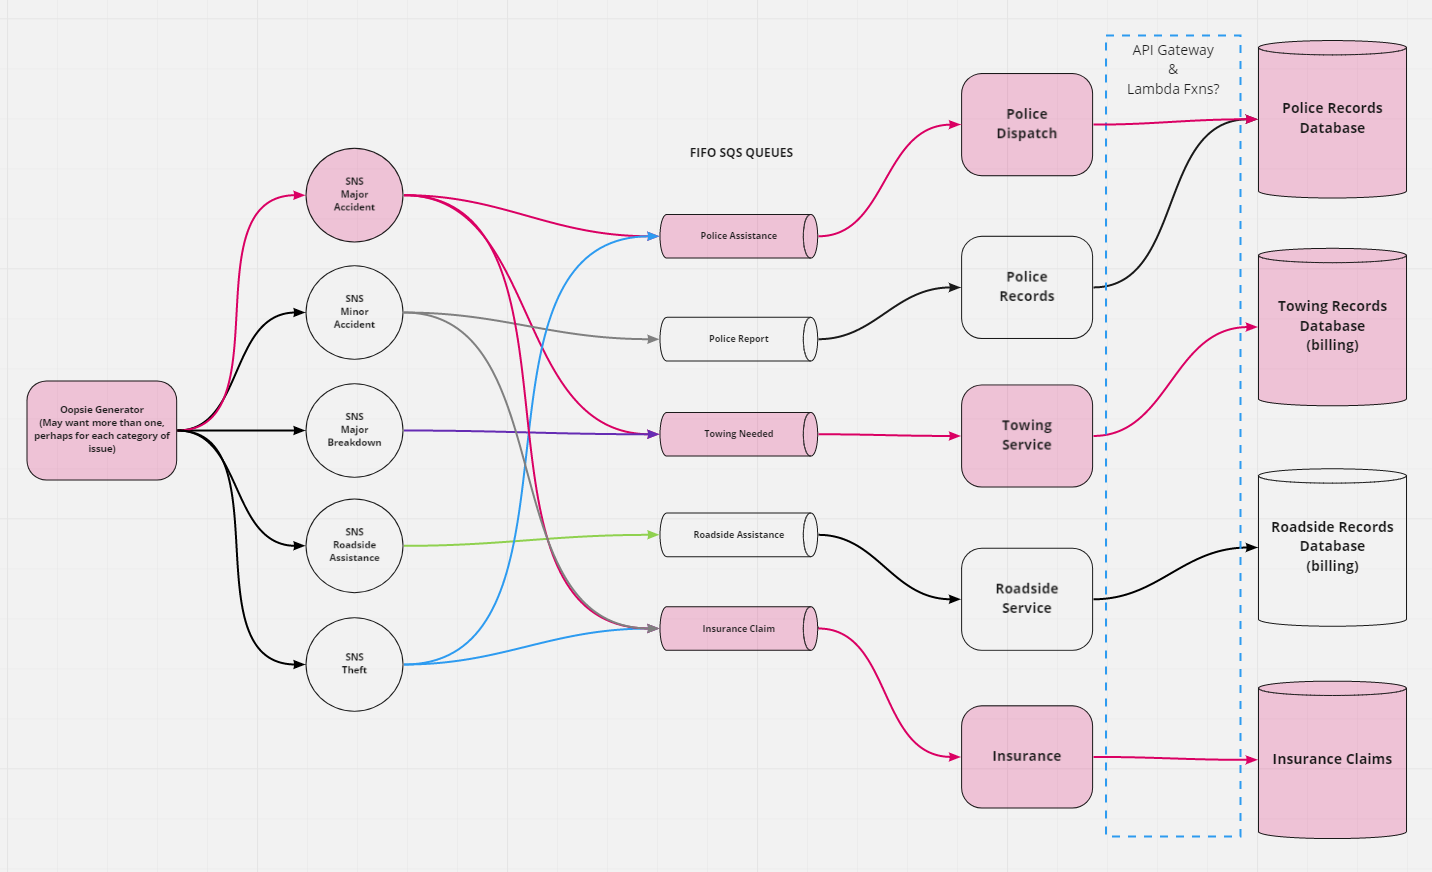 Oopsie Generator
(May want more than one,
perhaps for each category of
issue)
SNS
Major
Accident
SNS
Minor
Accident
SNS
Major
Breakdown
SNS
Roadside
Assistance
SNS
Theft
FIFO SQS QUEUES
Police Assistance
Police Report
Towing Needed
Roadside Assistance
Insurance Claim
Police
Dispatch
Police
Records
Towing
Service
Roadside
Service
Insurance
API Gateway
&
Lambda Fxns?
Police Records
Database
Towing Records
Database
(billing)
Roadside Records
Database
(billing)
Insurance Claims